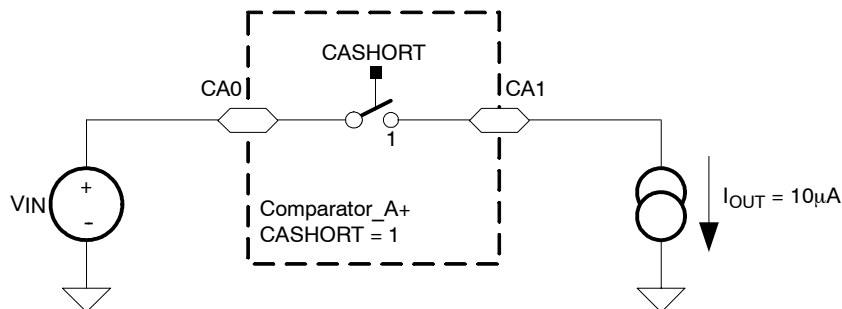 CASHORT
CA0
CA1
1
VIN
+
-
Comparator_A+
CASHORT = 1
IOUT = 10μA